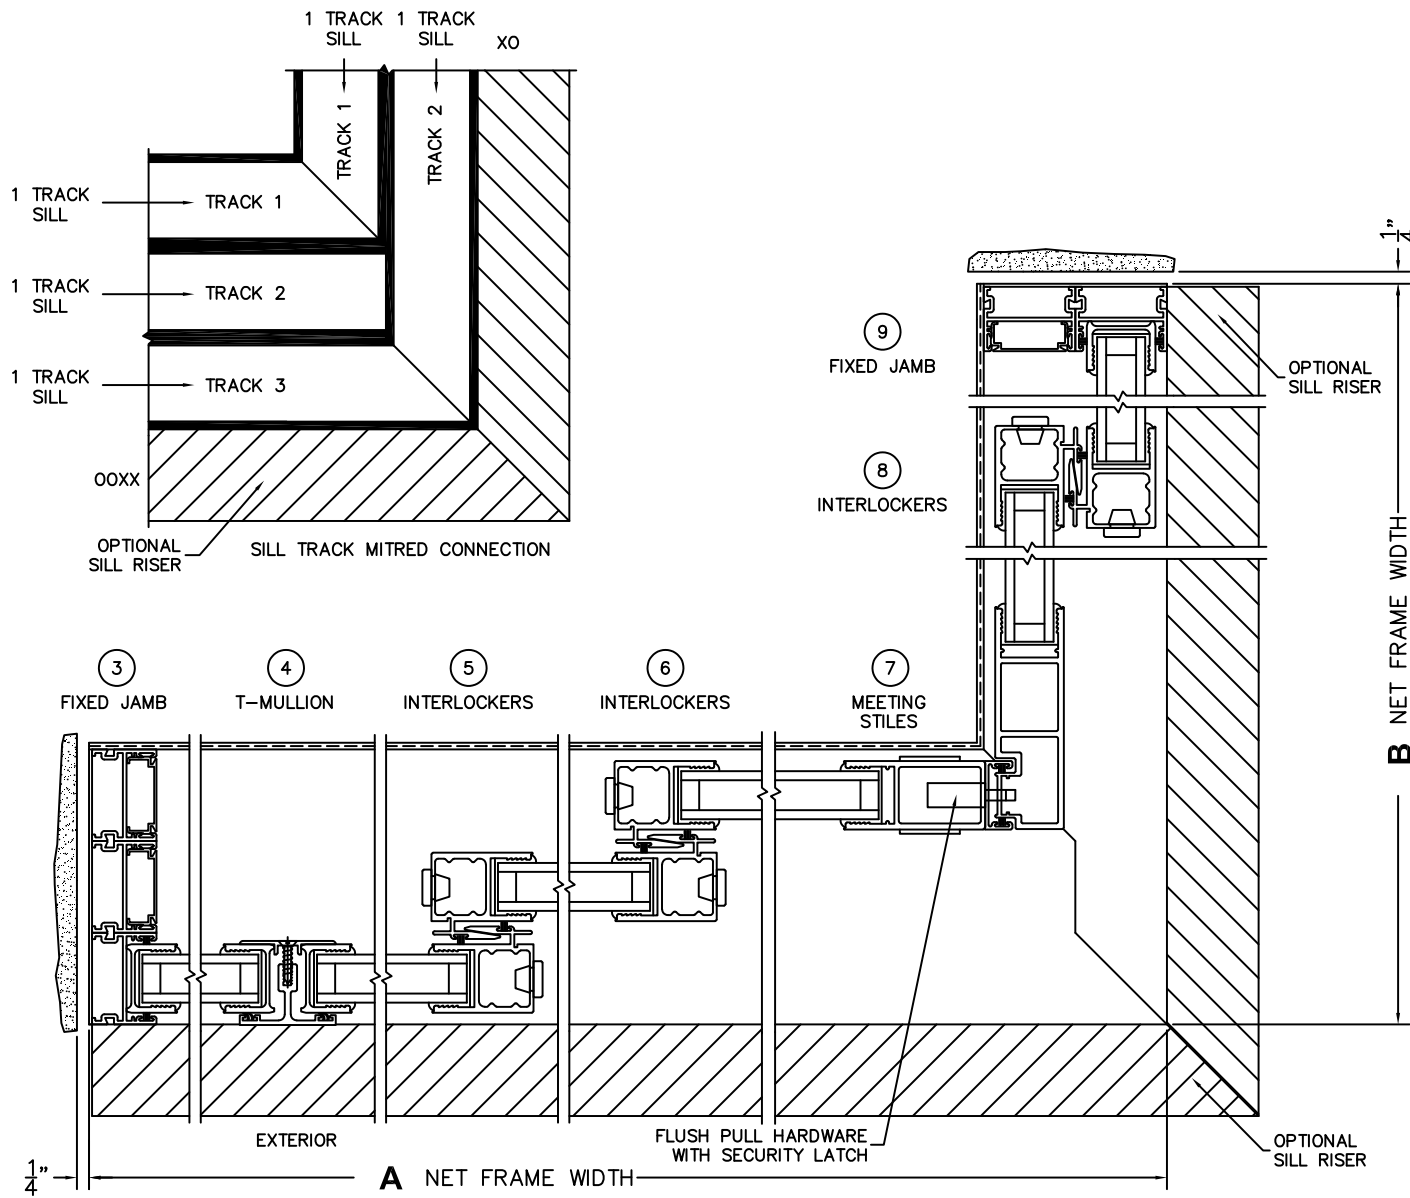 1 TRACK
SILL
1 TRACK
SILL
XO
TRACK 1
TRACK 2
1 TRACK
SILL
TRACK 1
1 TRACK
SILL
TRACK 2
1 TRACK
SILL
TRACK 3
OOXX
OPTIONAL
SILL RISER
SILL TRACK MITRED CONNECTION
1/4"
9
FIXED JAMB
OPTIONAL
SILL RISER
8
INTERLOCKERS
B NET FRAME WIDTH
3
FIXED JAMB
4
T-MULLION
5
INTERLOCKERS
6
INTERLOCKERS
7
MEETING
STILES
EXTERIOR
FLUSH PULL HARDWARE
WITH SECURITY LATCH
OPTIONAL
SILL RISER
1/4"
A NET FRAME WIDTH